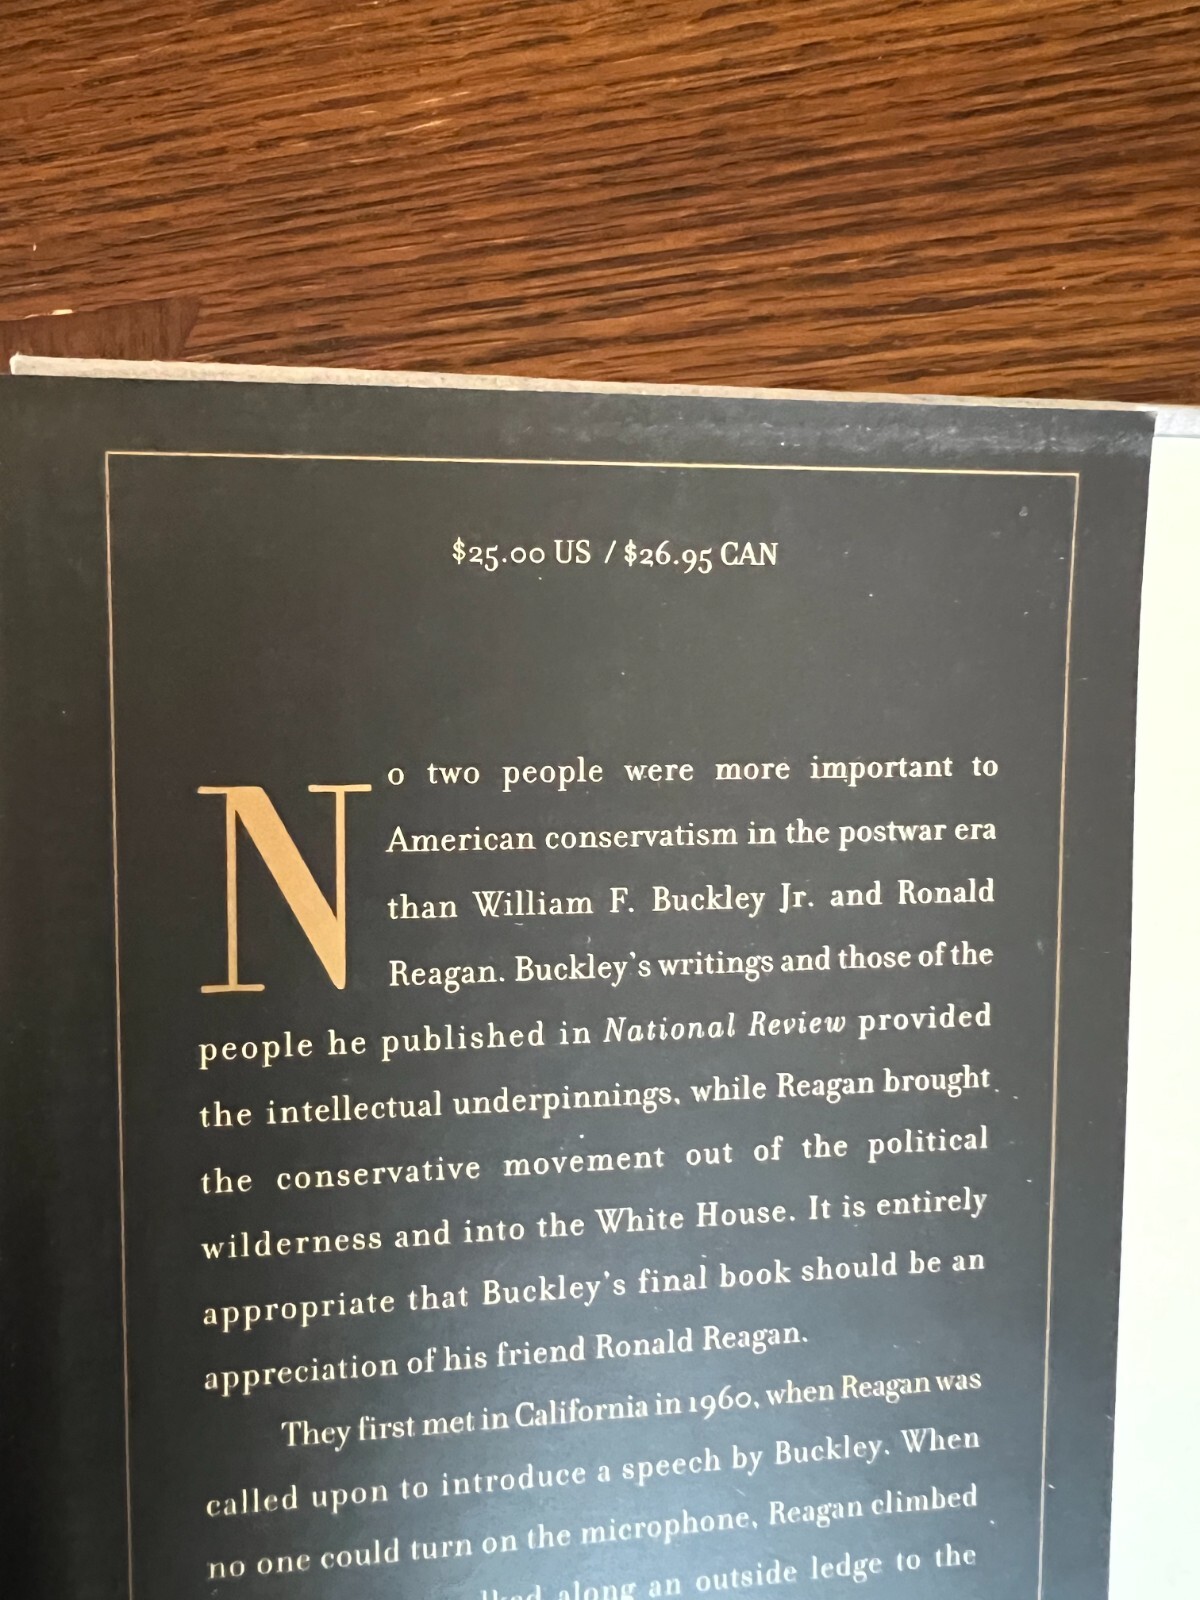 $25.00 US / $26.95 CAN
No two people were more important to
American conservatism in the postwar era
than William F. Buckley Jr. and Ronald
Reagan. Buckley's writings and those of the
people he published in National Review provided
the intellectual underpinnings, while Reagan brought
the conservative movement out of the political
wilderness and into the White House. It is entirely
appropriate that Buckley's final book should be an
appreciation of his friend Ronald Reagan.
They first met in California in 1960, when Reagan was
called upon to introduce a speech by Buckley. When
no one could turn on the microphone, Reagan climbed
along an outside ledge to the